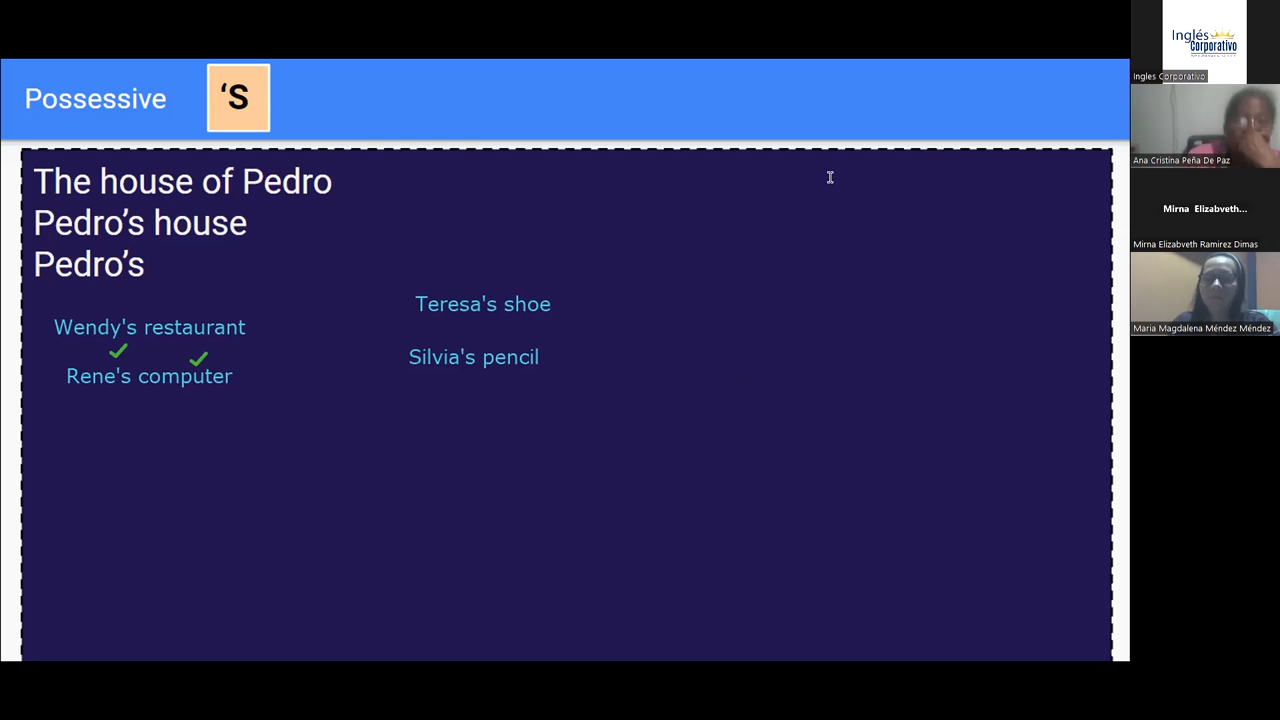 Possessive 'S
The house of Pedro
Pedro's house
Pedro's
Wendy's restaurant
Rene's computer
Teresa's shoe
Silvia's pencil
Inglés
Corporativo
Ingles Corporativo
Ana Cristina Peña De Paz
Mirna Elizabveth...
Mirna Elizabveth Ramirez Dimas
Maria Magdalena Méndez Méndez